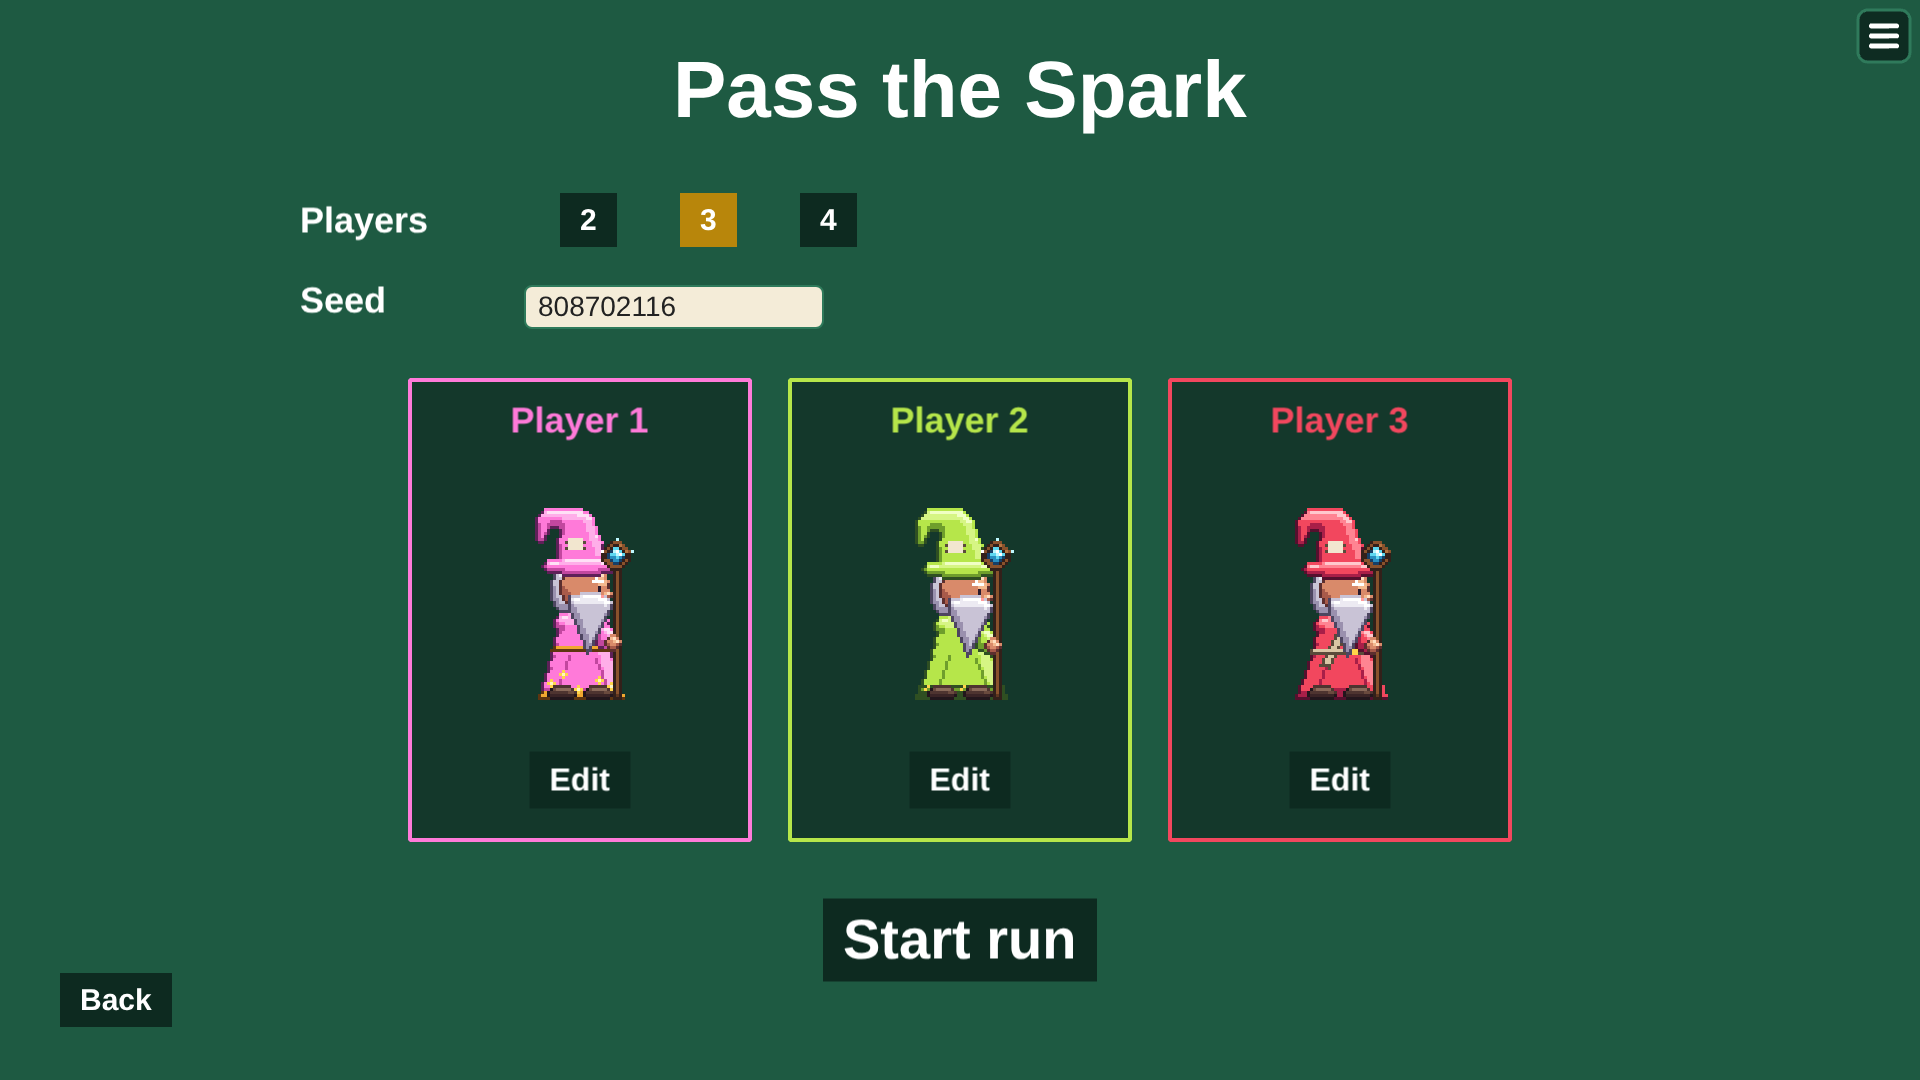 Pass the Spark
Players 2 3 4
Seed 808702116
Player 1 Player 2 Player 3
Edit Edit Edit
Start run
Back